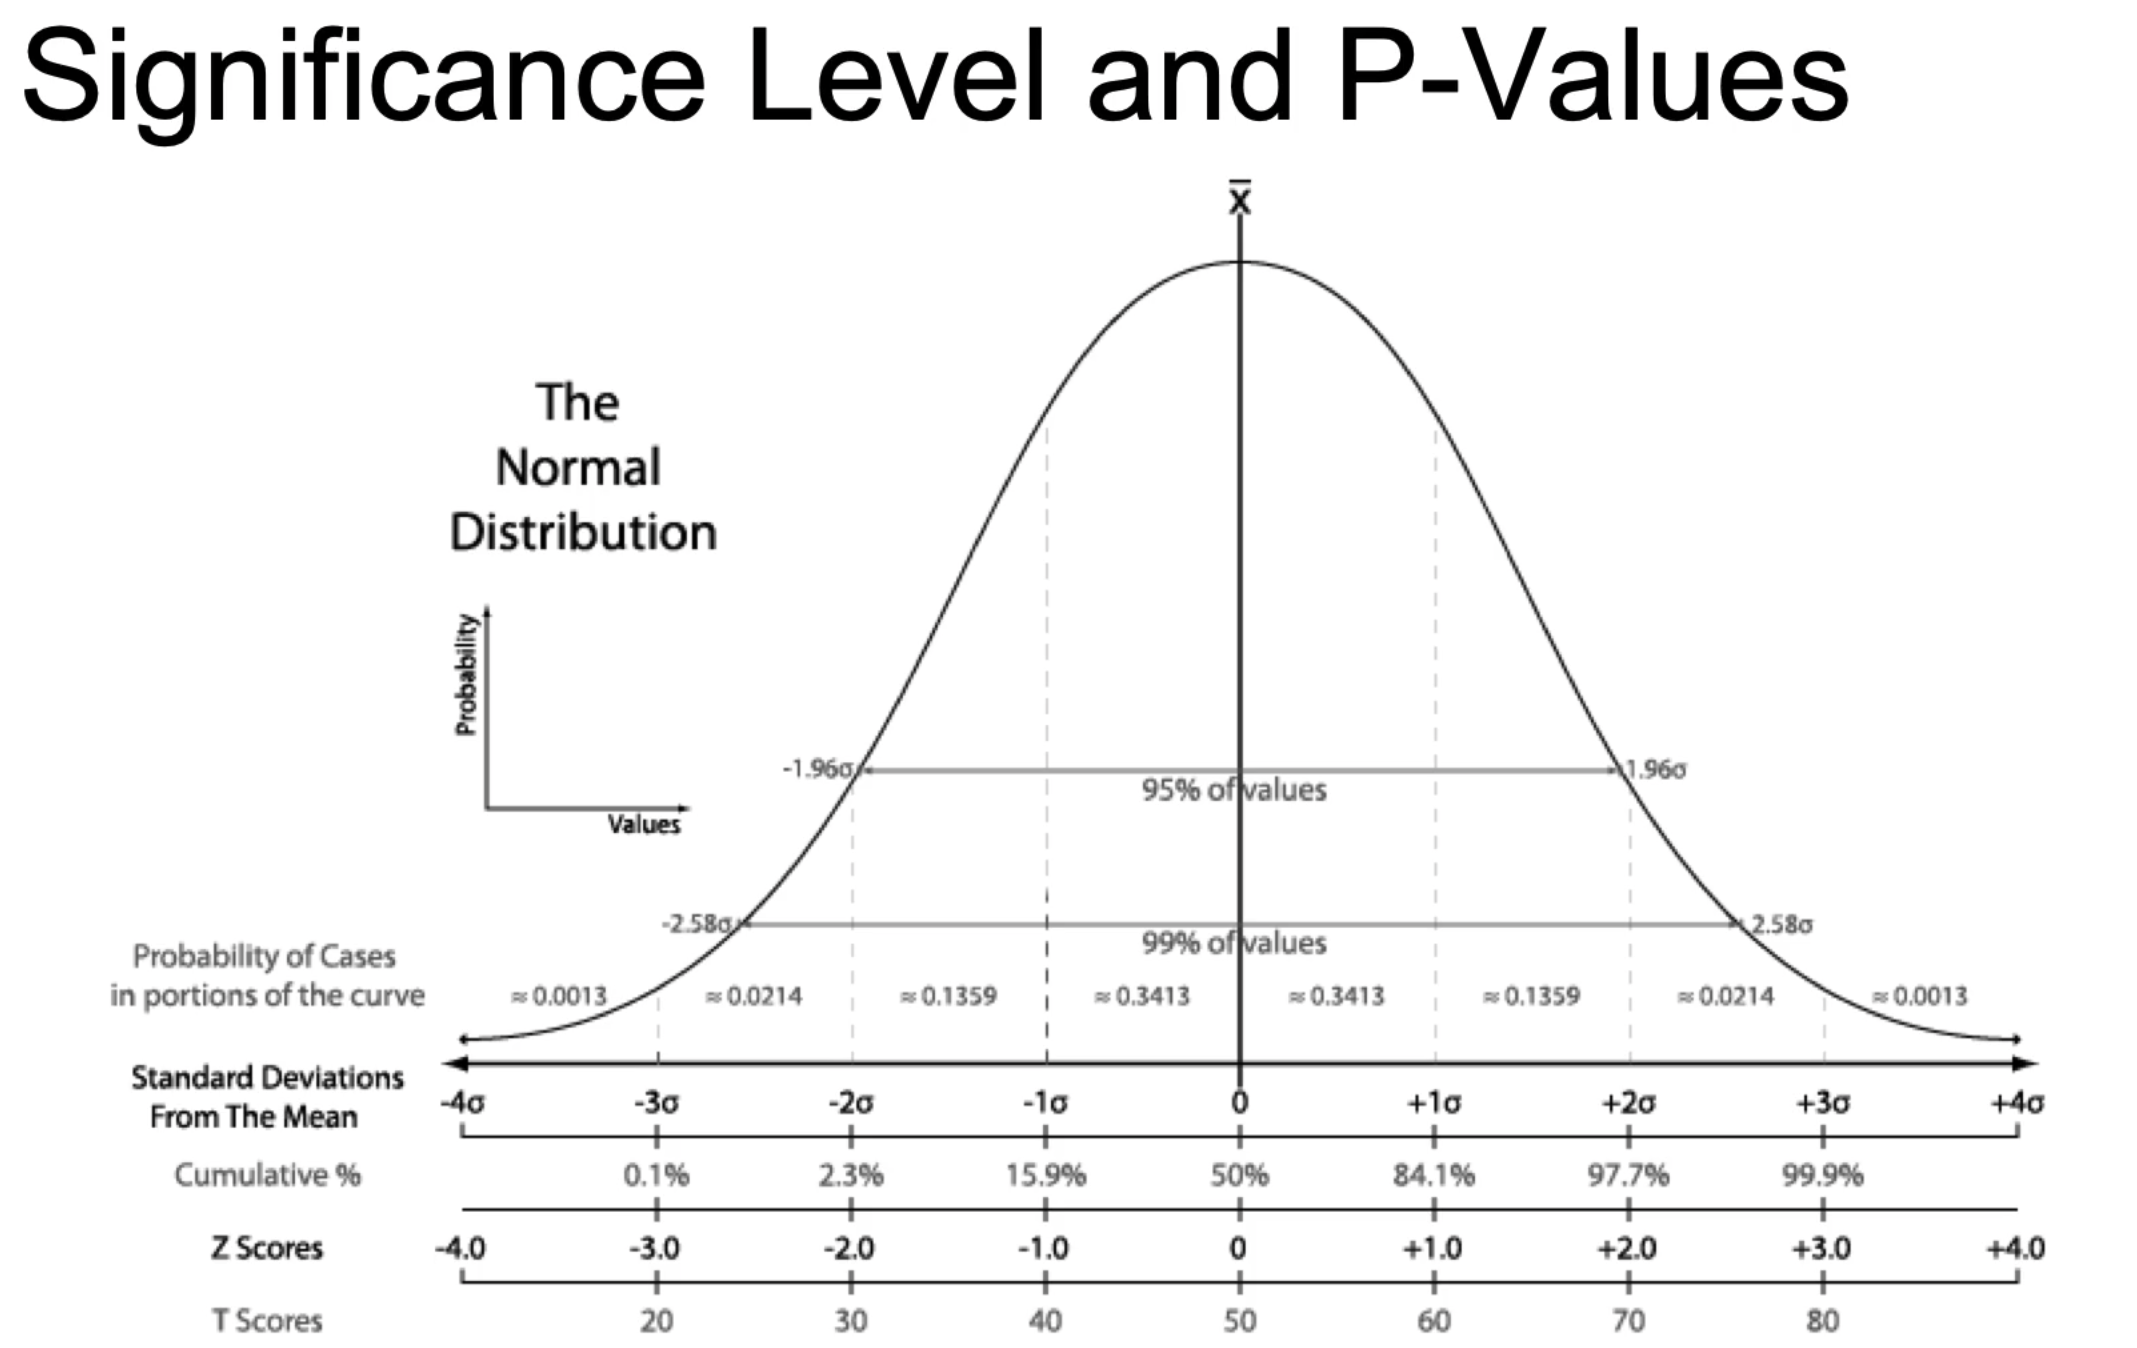 Significance Level and P-Values
x̄
The
Normal
Distribution
Probability
Values
-1.96σ 1.96σ
95% of values
-2.58σ 2.58σ
99% of values
Probability of Cases
in portions of the curve
≈ 0.0013 ≈ 0.0214 ≈ 0.1359 ≈ 0.3413 ≈ 0.3413 ≈ 0.1359 ≈ 0.0214 ≈ 0.0013
Standard Deviations
From The Mean
-4σ -3σ -2σ -1σ 0 +1σ +2σ +3σ +4σ
Cumulative % 0.1% 2.3% 15.9% 50% 84.1% 97.7% 99.9%
Z Scores -4.0 -3.0 -2.0 -1.0 0 +1.0 +2.0 +3.0 +4.0
T Scores 20 30 40 50 60 70 80